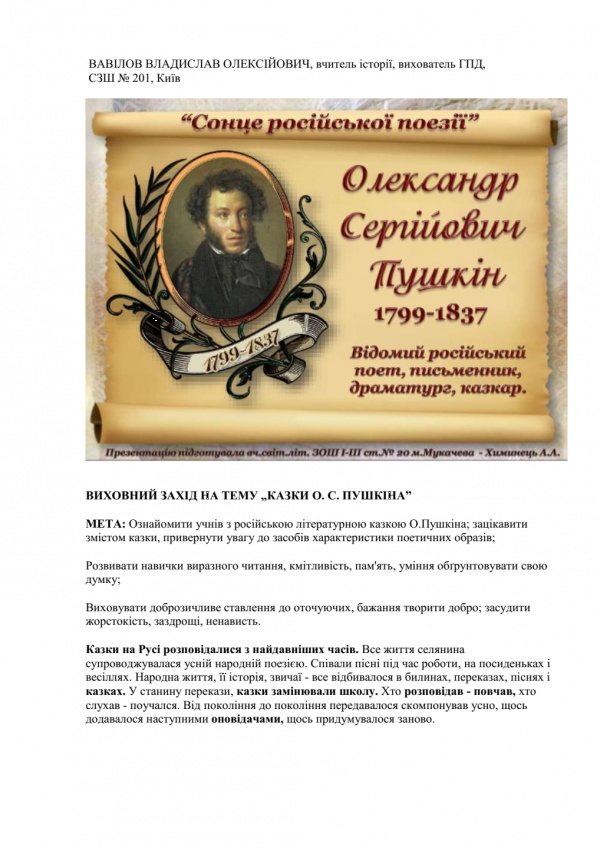 ВАВІЛОВ ВЛАДИСЛАВ ОЛЕКСІЙОВИЧ, вчитель історії, вихователь ГПД,
СЗШ № 201, Київ
“Сонце російської поезії”
Олександр
Сергійович
Пушкін
1799-1837
1799-1837
Відомий російський
поет, письменник,
драматург, казкар.
Презентацію підготувала вч.світ.літ. ЗОШ І-ІІІ ст.№ 20 м.Мукачева - Химинець А.А.
ВИХОВНИЙ ЗАХІД НА ТЕМУ „КАЗКИ О. С. ПУШКІНА”
МЕТА: Ознайомити учнів з російською літературною казкою О.Пушкіна; зацікавити
змістом казки, привернути увагу до засобів характеристики поетичних образів;
Розвивати навички виразного читання, кмітливість, пам'ять, уміння обґрунтовувати свою
думку;
Виховувати доброзичливе ставлення до оточуючих, бажання творити добро; засудити
жорстокість, заздрощі, ненависть.
Казки на Русі розповідалися з найдавніших часів. Все життя селянина
супроводжувалася усній народній поезією. Співали пісні під час роботи, на посиденьках і
весіллях. Народна життя, її історія, звичаї - все відбивалося в билинах, переказах, піснях і
казках. У станину перекази, казки замінювали школу. Хто розповідав - повчав, хто
слухав - поучался. Від покоління до покоління передавалося скомпонував усно, щось
додавалося наступними оповідачами, щось придумувалося заново.